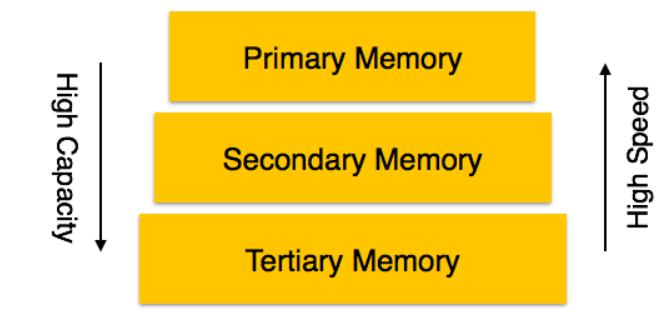 Primary Memory
High Capacity
Secondary Memory
High Speed
Tertiary Memory